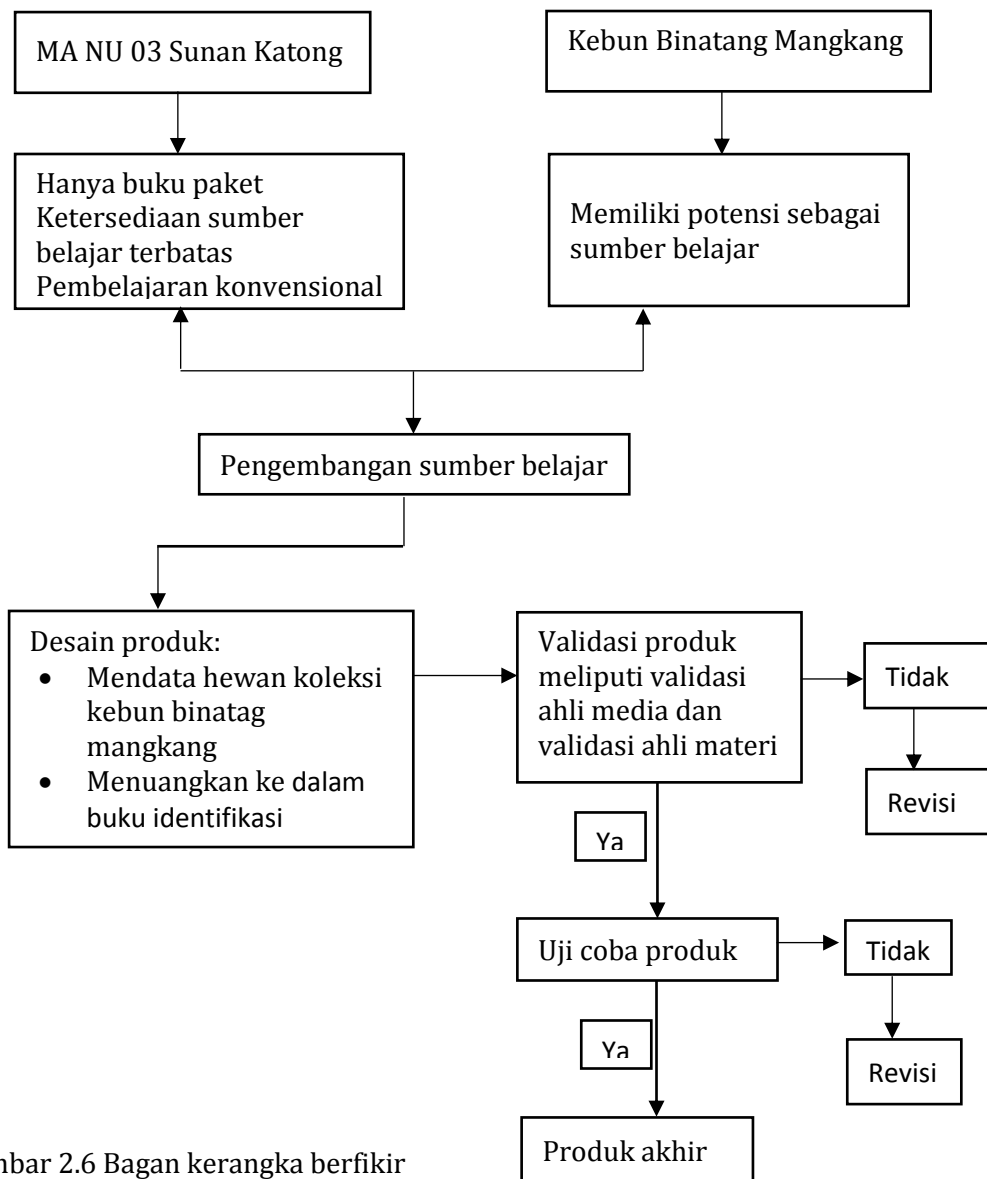 MA NU 03 Sunan Katong
Kebun Binatang Mangkang
Hanya buku paket
Ketersediaan sumber
belajar terbatas
Pembelajaran konvensional
Memiliki potensi sebagai
sumber belajar
Pengembangan sumber belajar
Desain produk:
• Mendata hewan koleksi
kebun binatag
mangkang
• Menuangkan ke dalam
buku identifikasi
Validasi produk
meliputi validasi
ahli media dan
validasi ahli materi
Tidak
Revisi
Ya
Uji coba produk
Tidak
Ya
Revisi
Produk akhir
mbar 2.6 Bagan kerangka berfikir